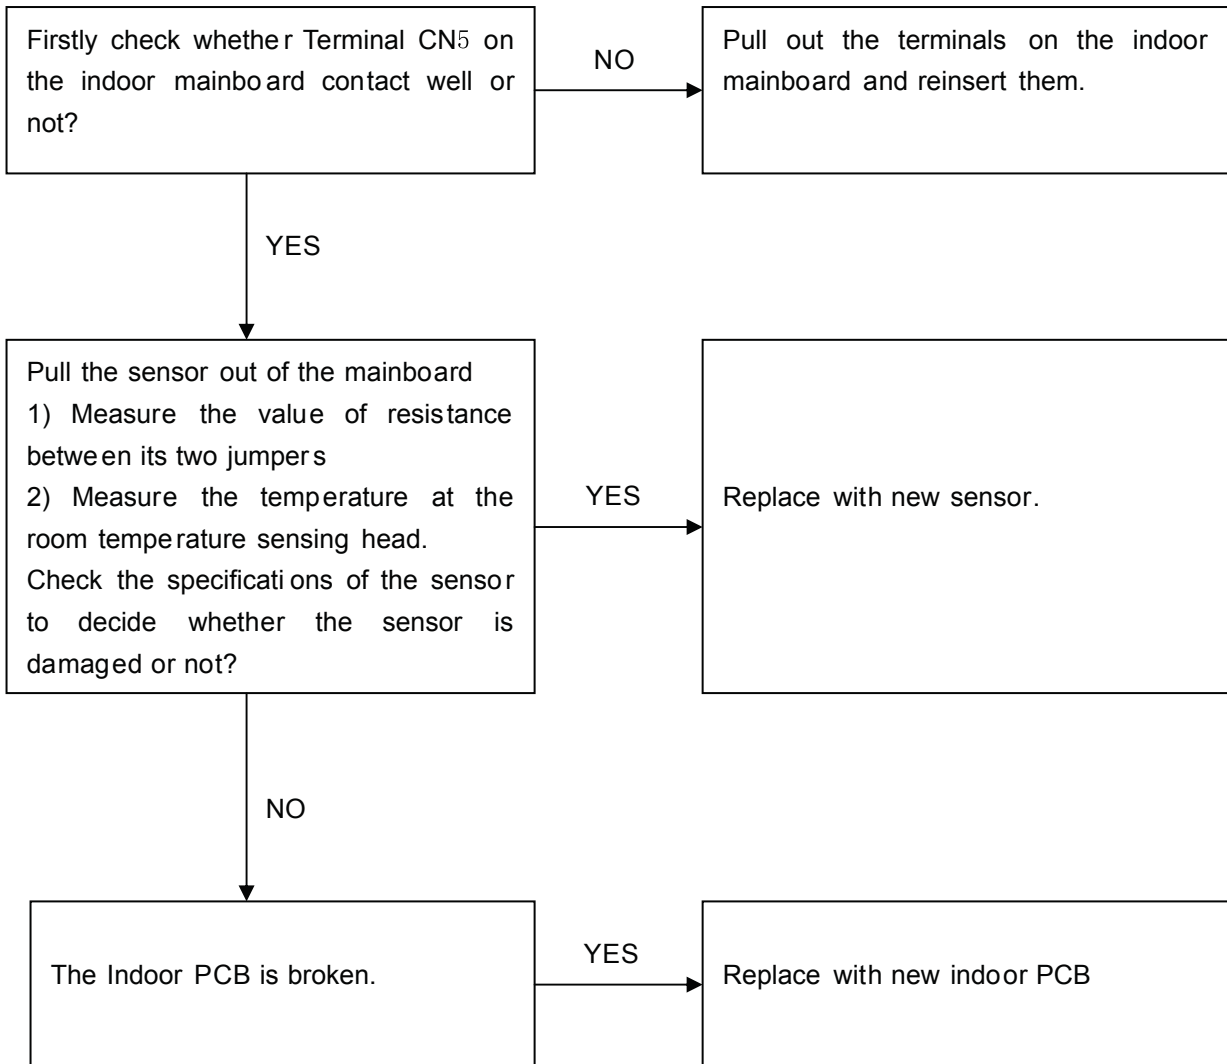 Firstly check whether Terminal CN5 on
the indoor mainboard contact well or
not?
NO
Pull out the terminals on the indoor
mainboard and reinsert them.
YES
Pull the sensor out of the mainboard
1) Measure the value of resistance
between its two jumpers
2) Measure the temperature at the
room temperature sensing head.
Check the specifications of the sensor
to decide whether the sensor is
damaged or not?
YES
Replace with new sensor.
NO
The Indoor PCB is broken.
YES
Replace with new indoor PCB